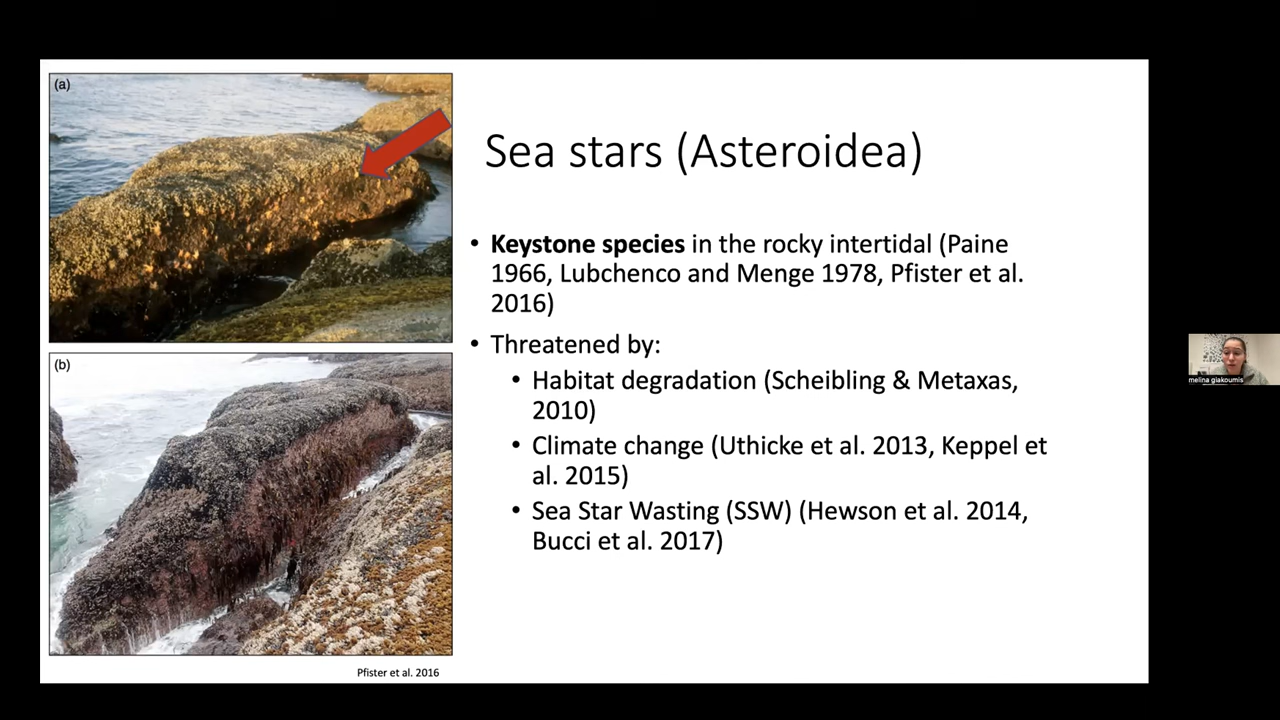 (a)
Sea stars (Asteroidea)
• Keystone species in the rocky intertidal (Paine
1966, Lubchenco and Menge 1978, Pfister et al.
2016)
• Threatened by:
• Habitat degradation (Scheibling & Metaxas,
2010)
• Climate change (Uthicke et al. 2013, Keppel et
al. 2015)
• Sea Star Wasting (SSW) (Hewson et al. 2014,
Bucci et al. 2017)
(b)
Pfister et al. 2016
melina giakoumis